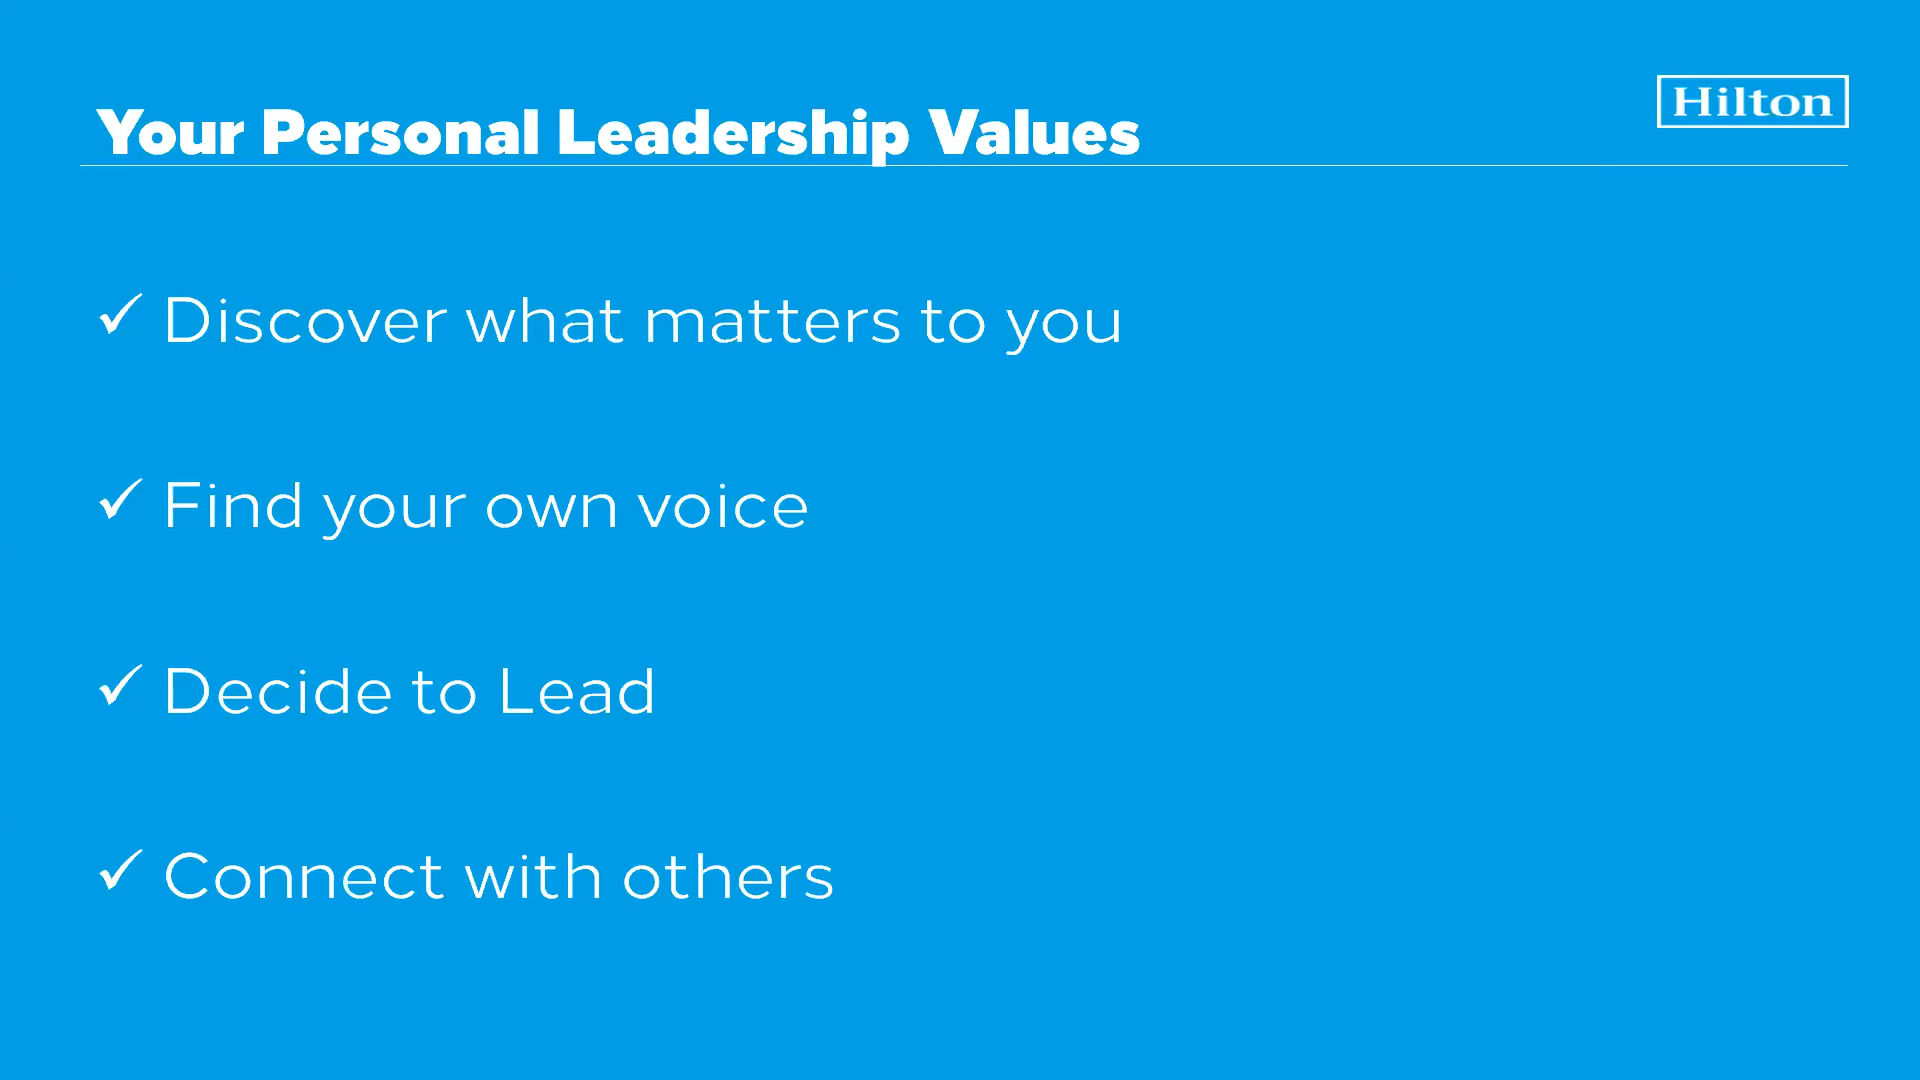 Your Personal Leadership Values
Hilton
✓ Discover what matters to you
✓ Find your own voice
✓ Decide to Lead
✓ Connect with others